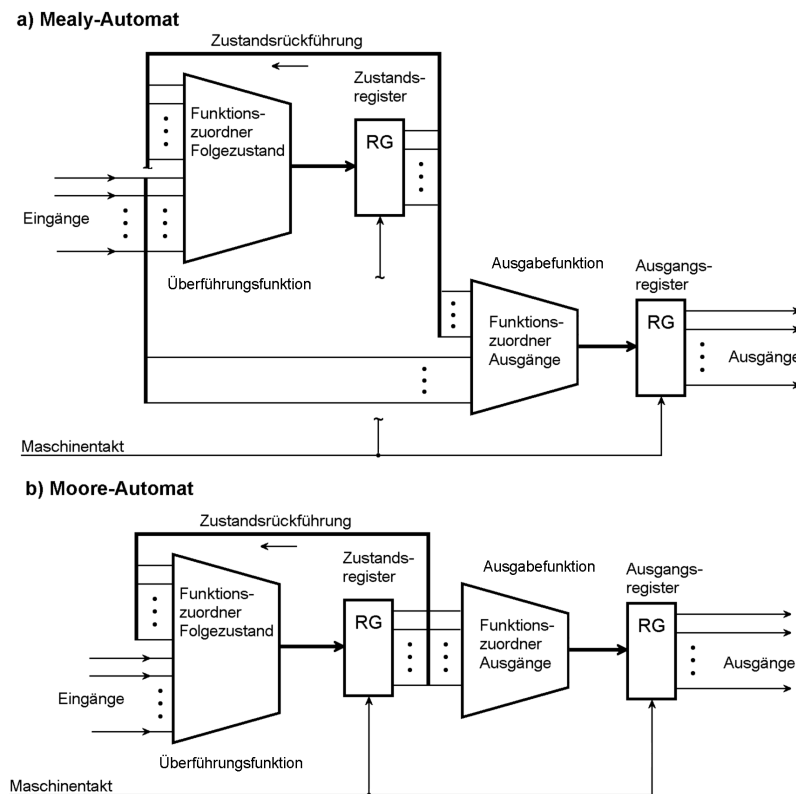 a) Mealy-Automat
Zustandsrückführung
Zustands-
register
Funktions-
zuordner
Folgezustand
RG
Eingänge
Überführungsfunktion
Ausgabefunktion
Ausgangs-
register
Funktions-
zuordner
Ausgänge
RG
Ausgänge
~
~
Maschinentakt
b) Moore-Automat
Zustandsrückführung
Zustands-
register
Ausgabefunktion
Ausgangs-
register
Funktions-
zuordner
Folgezustand
RG
Funktions-
zuordner
Ausgänge
RG
Eingänge
Ausgänge
Überführungsfunktion
Maschinentakt